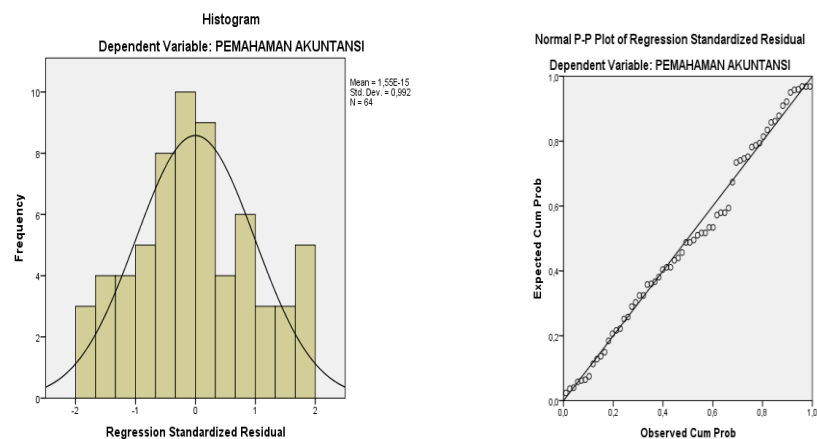 Histogram
Dependent Variable: PEMAHAMAN AKUNTANSI
Mean = 1,55E-15
Std. Dev. = 0,992
N = 64
Frequency
10
8
6
4
2
0
-2 -1 0 1 2
Regression Standardized Residual
Normal P-P Plot of Regression Standardized Residual
Dependent Variable: PEMAHAMAN AKUNTANSI
Expected Cum Prob
1,0
0,8
0,6
0,4
0,2
0,0
0,0 0,2 0,4 0,6 0,8 1,0
Observed Cum Prob